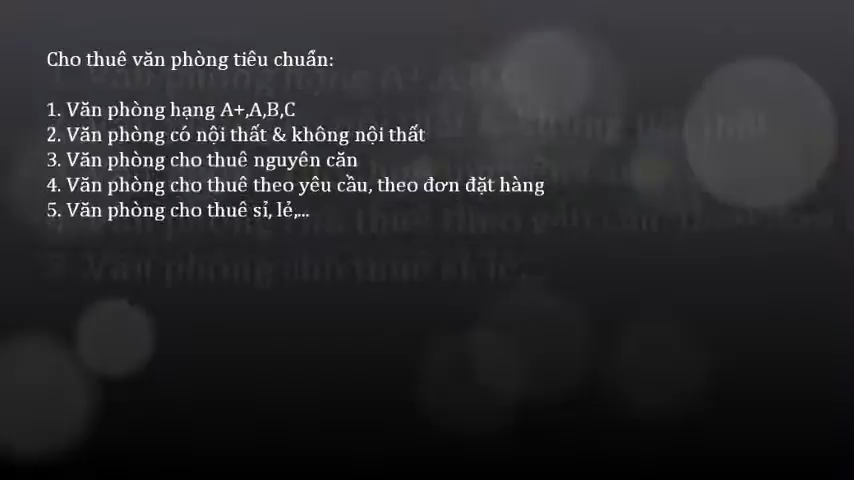 Cho thuê văn phòng tiêu chuẩn:
1. Văn phòng hạng A+,A,B,C
2. Văn phòng có nội thất & không nội thất
3. Văn phòng cho thuê nguyên căn
4. Văn phòng cho thuê theo yêu cầu, theo đơn đặt hàng
5. Văn phòng cho thuê sỉ, lẻ,...